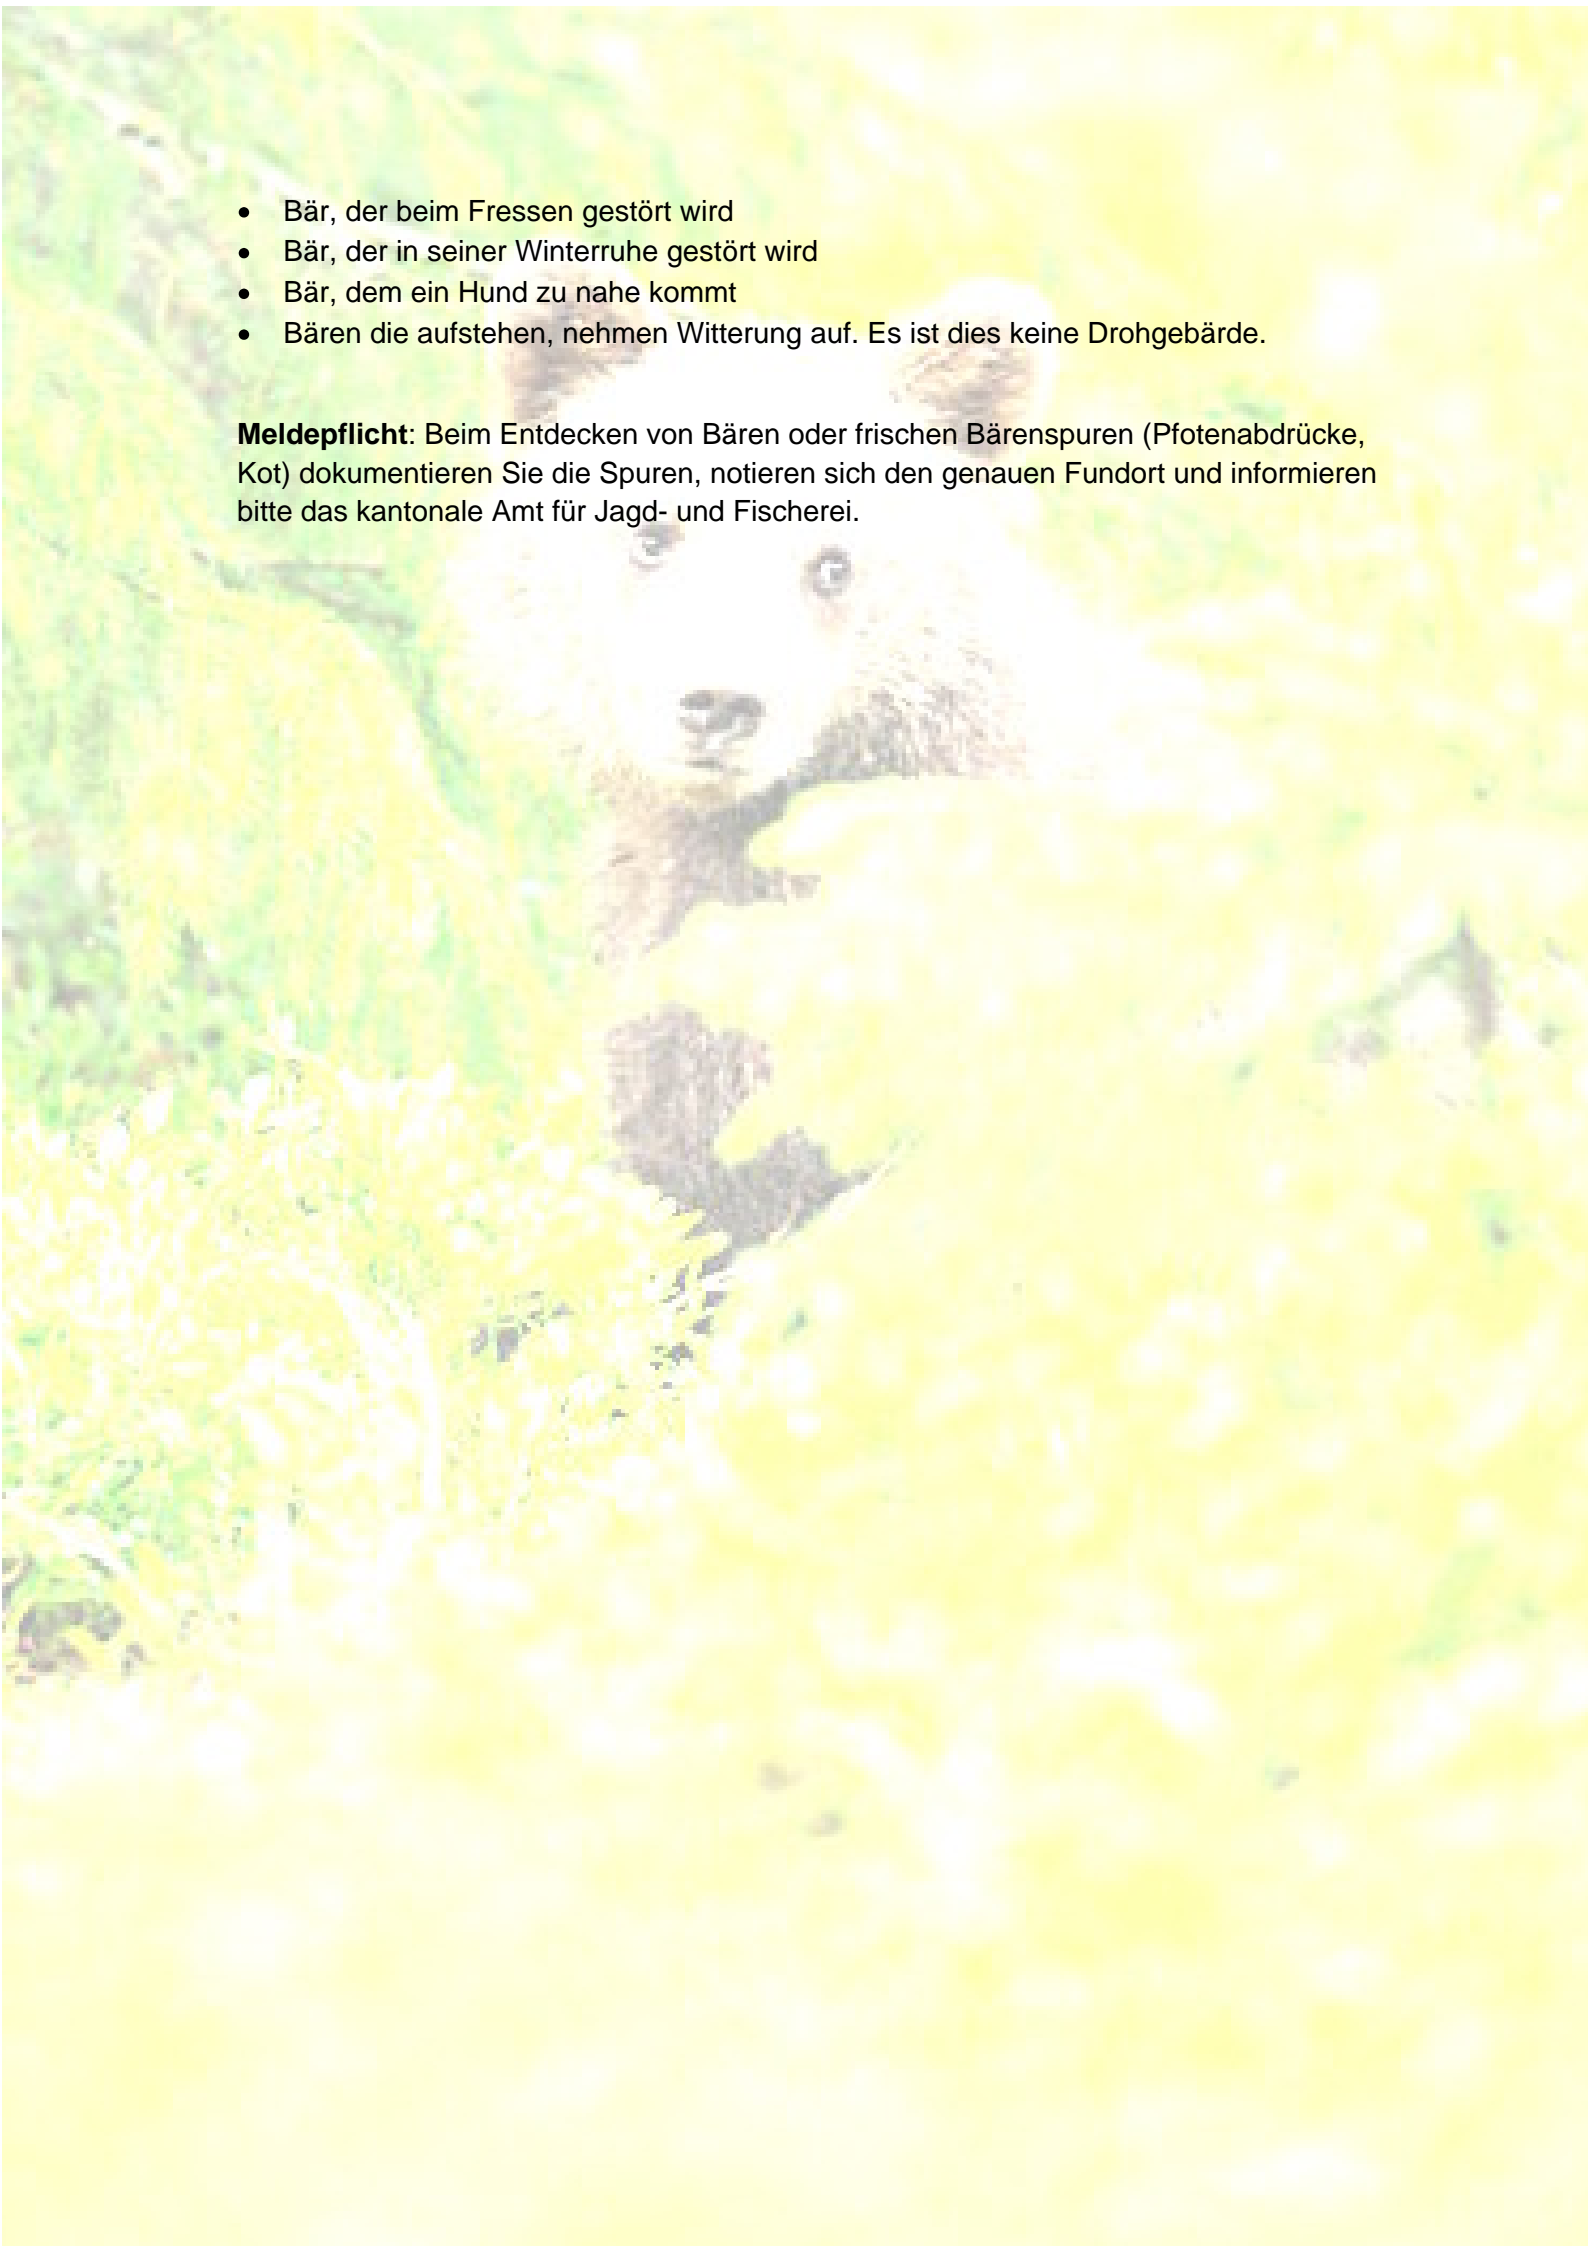 • Bär, der beim Fressen gestört wird
• Bär, der in seiner Winterruhe gestört wird
• Bär, dem ein Hund zu nahe kommt
• Bären die aufstehen, nehmen Witterung auf. Es ist dies keine Drohgebärde.
Meldepflicht: Beim Entdecken von Bären oder frischen Bärenspuren (Pfotenabdrücke,
Kot) dokumentieren Sie die Spuren, notieren sich den genauen Fundort und informieren
bitte das kantonale Amt für Jagd- und Fischerei.